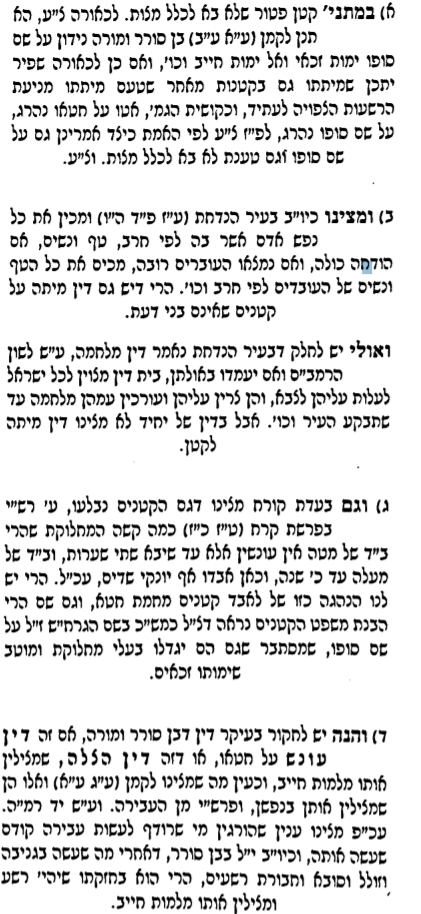 א) במתני׳ קטן פטור שלא בא לכלל מצות. לכאורה צ״ע, הא
תנן לקמן (ע״א ע״ב) בן סורר ומורה נידון על שם
סופו ימות זכאי ואל ימות חייב וכו׳, ואם כן לכאורה שפיר
יתכן שמיתתו גם בקטנות מאחר שטעם מיתתו מניעת
הרשעות הצפויה לעתיד, וכקושית הגמ׳, אטו על חטאו נהרג,
על שם סופו נהרג, לפ״ז צ״ע לפי האמת כיצד אמרינן גם על
שם סופו זגם טענת לא בא לכלל מצות. וצ״ע.
ב) ומצינו כיו״ב בעיר הנדחת (ע״ז פ״ד ה״ו) ומכין את כל
נפש אדם אשר בה לפי חרב, טף ונשים, אם
הודחה כולה, ואם נמצאו העוברים רובה, מכים את כל הטף
ונשים של העובדים לפי חרב וכו׳. הרי דיש גם דין מיתה על
קטנים שאינם בני דעת.
ואולי יש לחלק דבעיר הנדחת נאמר דין מלחמה, ע״ש לשון
הרמב״ם ואם יעמדו באולתן, בית דין מצוין לכל ישראל
לעלות עליהן לצבא, והן צרין עליהן ועורכין עמהן מלחמה עד
שתבקע העיר וכו׳. אבל בדין של יחיד לא מצינו דין מיתה
לקטן.
ג) וגם בעדת קורח מצינו דגם הקטנים נבלעו, ע׳ רש״י
בפרשת קרח (ט״ז כ״ז) כמה קשה המחלוקת שהרי
ב״ד של מטה אין עונשין אלא עד שיבא שתי שערות, וב״ד של
מעלה עד כ׳ שנה, וכאן אבדו אף יונקי שדים, עכ״ל. הרי יש
לנו הנהגה כזו של לאבד קטנים מחמת חטא, וגם שם הרי
הבנת משפט הקטנים נראה דצ״ל כמש״כ בשם הגרח״ש ז״ל על
שם סופו, שמסתבר שגם הם יגדלו בעלי מחלוקת ומוטב
שימותו זכאים.
ד) והנה יש לחקור בעיקר דין דבן סורר ומורה, אם זה דין
עונש על חטאו, או דזה דין הצלה, שמצילין
אותו מלמות חייב, וכעין מה שמצינו לקמן (ע״ג ע״א) ואלו הן
שמצילין אותן בנפשן, ופרש״י מן העבירה. וע״ש יד רמ״ה.
עכ״פ מצינו ענין שהורגין מי שרודף לעשות עבירה קודם
שעשה אותה, וכיו״ב י״ל בבן סורר, דאחרי מה שעשה בגניבה
וזולל וסובא וחבורת רשעים, הרי הוא בחזקתו שיהי׳ רשע
ומצילין אותו מלמות חייב.